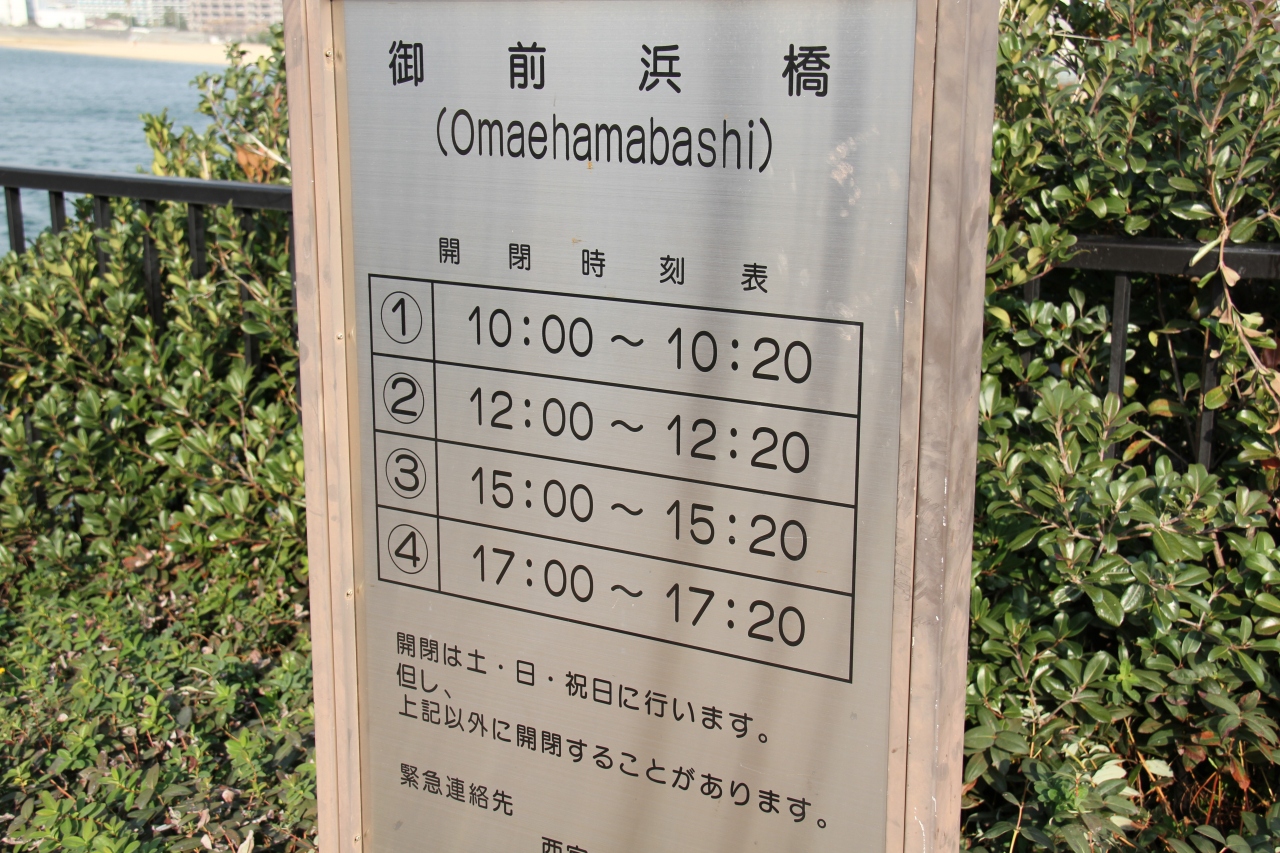 御前浜橋
(Omaehamabashi)
開閉時刻表
① 10:00～10:20
② 12:00～12:20
③ 15:00～15:20
④ 17:00～17:20
開閉は土・日・祝日に行います。
但し、
上記以外に開閉することがあります。
緊急連絡先